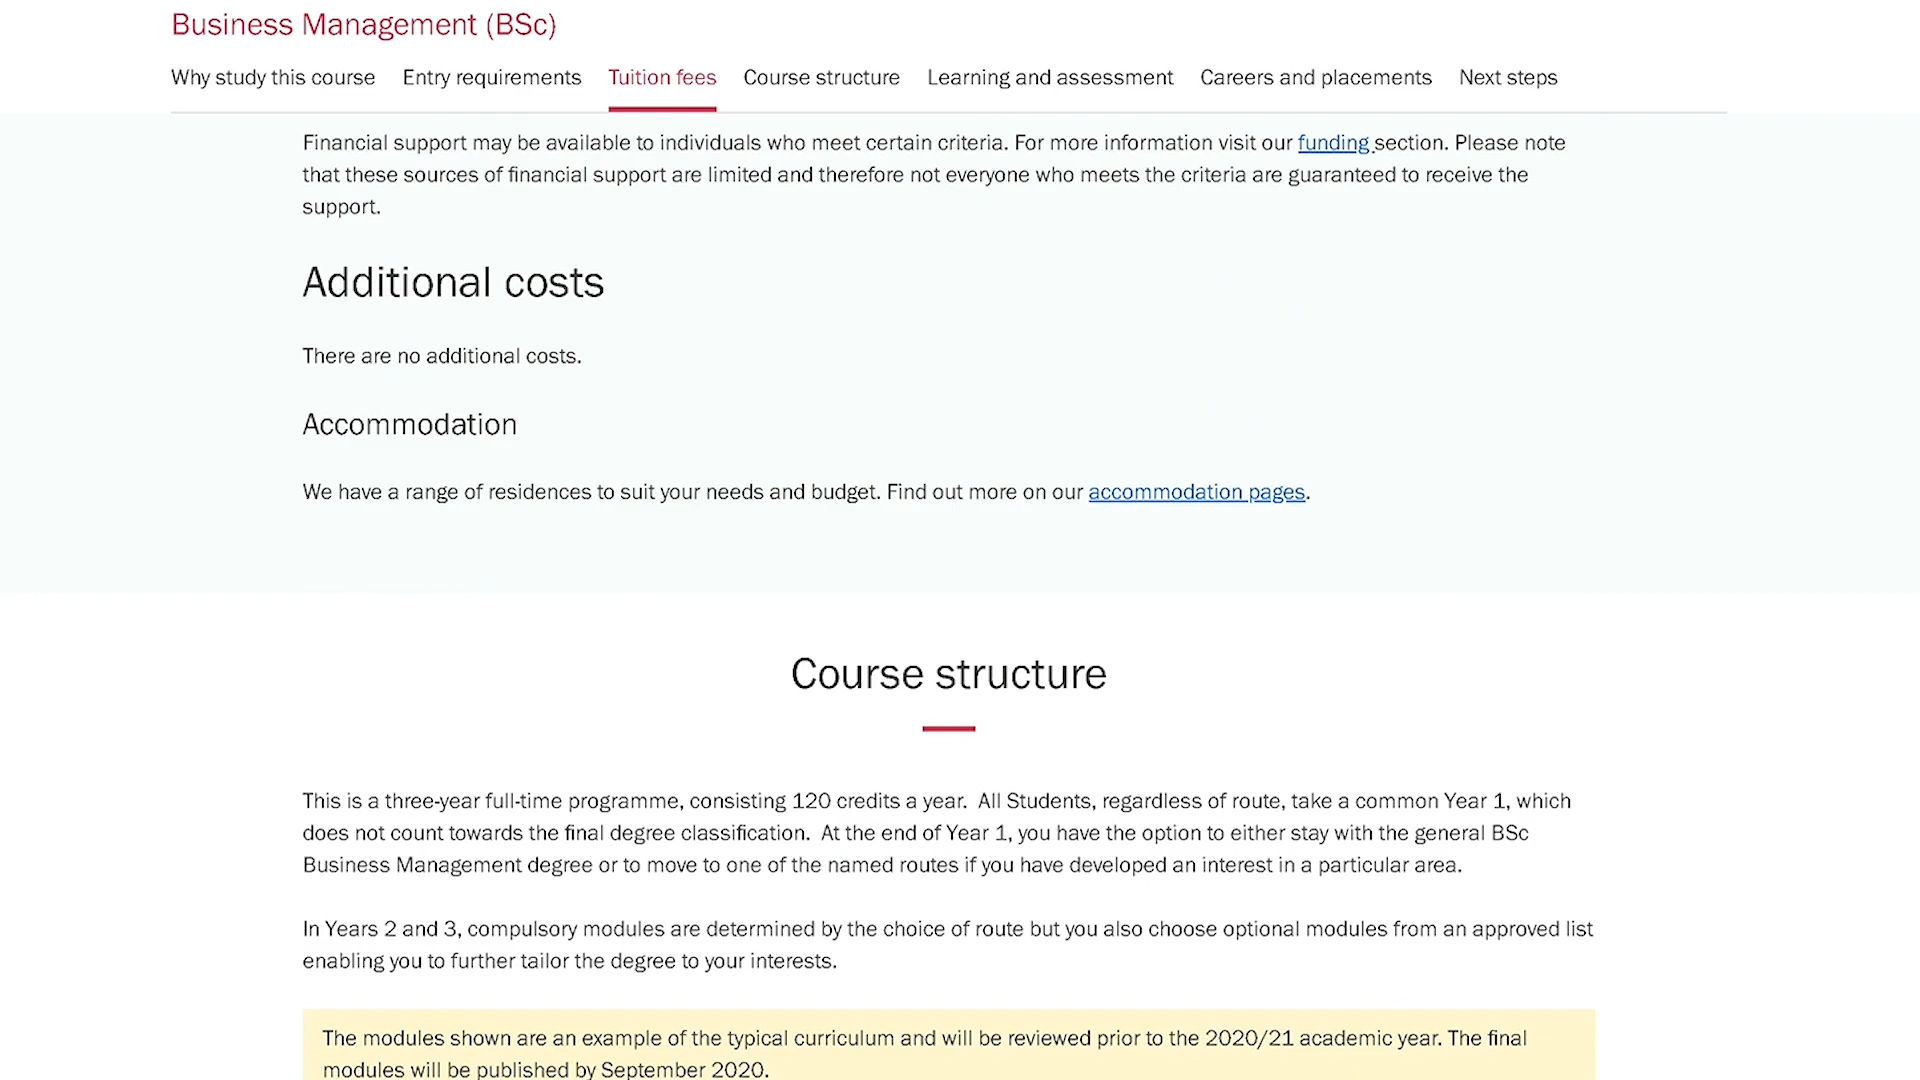 Business Management (BSc)
Why study this course Entry requirements Tuition fees Course structure Learning and assessment Careers and placements Next steps
Financial support may be available to individuals who meet certain criteria. For more information visit our funding section. Please note
that these sources of financial support are limited and therefore not everyone who meets the criteria are guaranteed to receive the
support.
Additional costs
There are no additional costs.
Accommodation
We have a range of residences to suit your needs and budget. Find out more on our accommodation pages.
Course structure
This is a three-year full-time programme, consisting 120 credits a year. All Students, regardless of route, take a common Year 1, which
does not count towards the final degree classification. At the end of Year 1, you have the option to either stay with the general BSc
Business Management degree or to move to one of the named routes if you have developed an interest in a particular area.
In Years 2 and 3, compulsory modules are determined by the choice of route but you also choose optional modules from an approved list
enabling you to further tailor the degree to your interests.
The modules shown are an example of the typical curriculum and will be reviewed prior to the 2020/21 academic year. The final
modules will be published by September 2020.